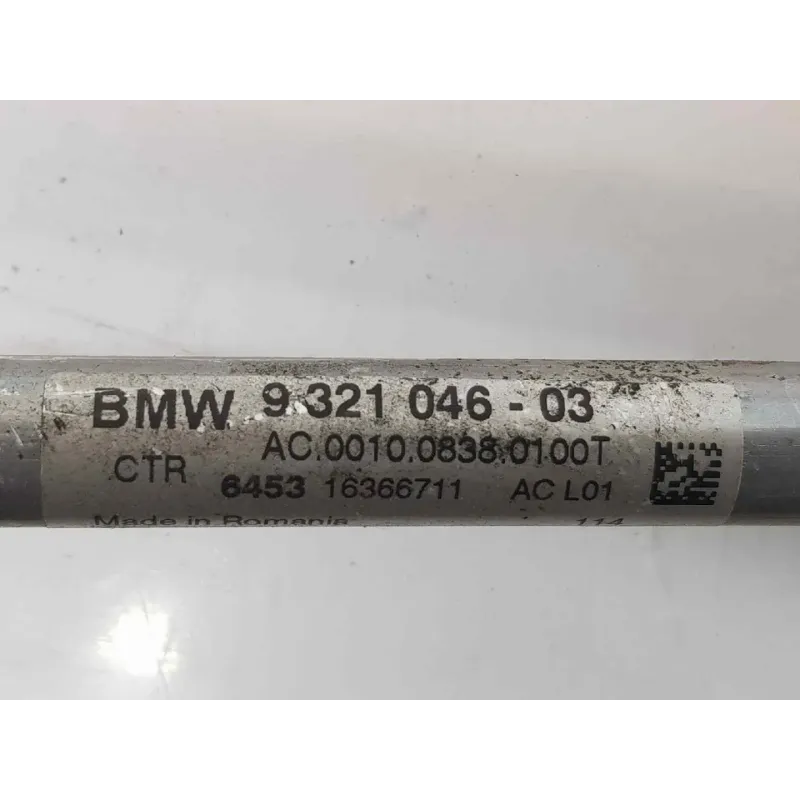 BMW 9 321 046 - 03
AC.0010.0838.0100T
CTR 6453 16366711 AC L01
Made in Romania 114